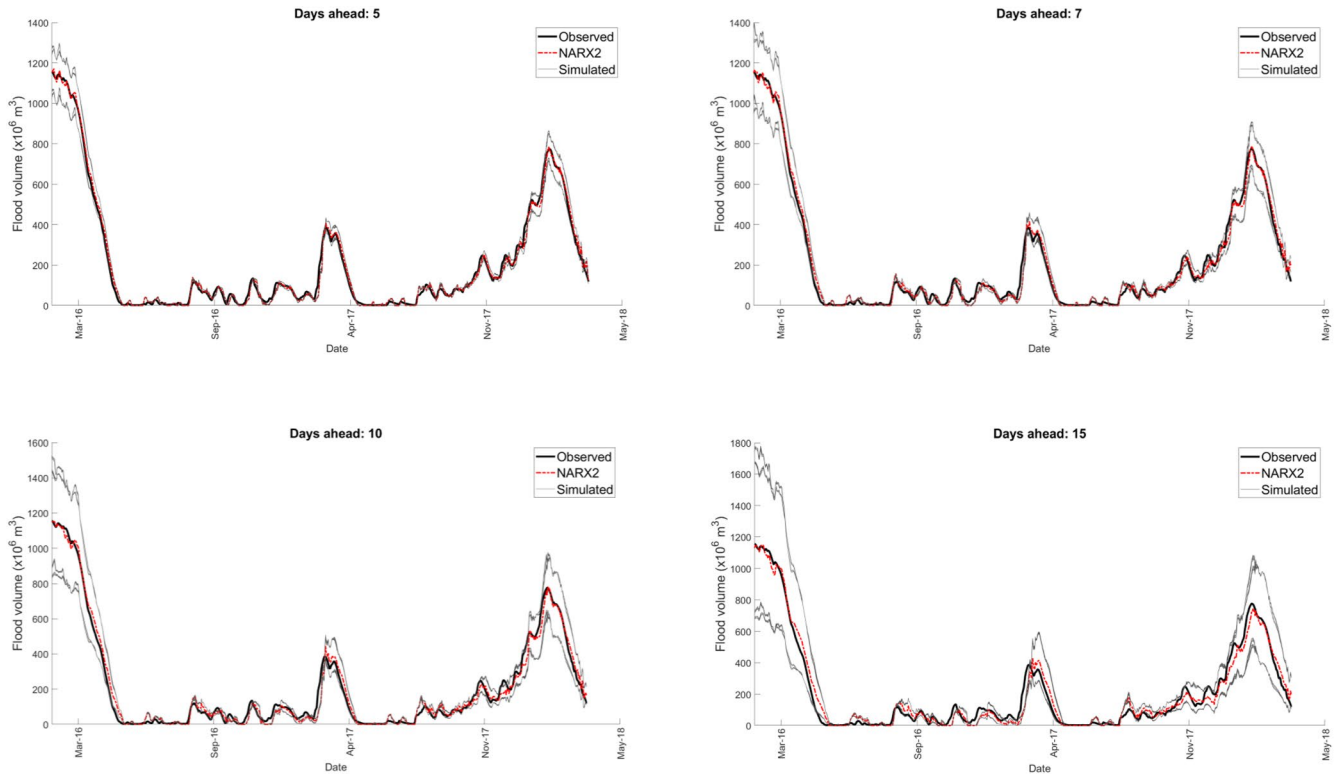 Days ahead: 5
1400
1200
1000
800
600
400
200
0
Flood volume (x10⁶ m³)
Observed
NARX2
Simulated
Mar-16
Sep-16
Apr-17
Nov-17
May-18
Date
Days ahead: 7
1400
1200
1000
800
600
400
200
0
Flood volume (x10⁶ m³)
Observed
NARX2
Simulated
Mar-16
Sep-16
Apr-17
Nov-17
May-18
Date
Days ahead: 10
1600
1400
1200
1000
800
600
400
200
0
Flood volume (x10⁶ m³)
Observed
NARX2
Simulated
Mar-16
Sep-16
Apr-17
Nov-17
May-18
Date
Days ahead: 15
1800
1600
1400
1200
1000
800
600
400
200
0
Flood volume (x10⁶ m³)
Observed
NARX2
Simulated
Mar-16
Sep-16
Apr-17
Nov-17
May-18
Date